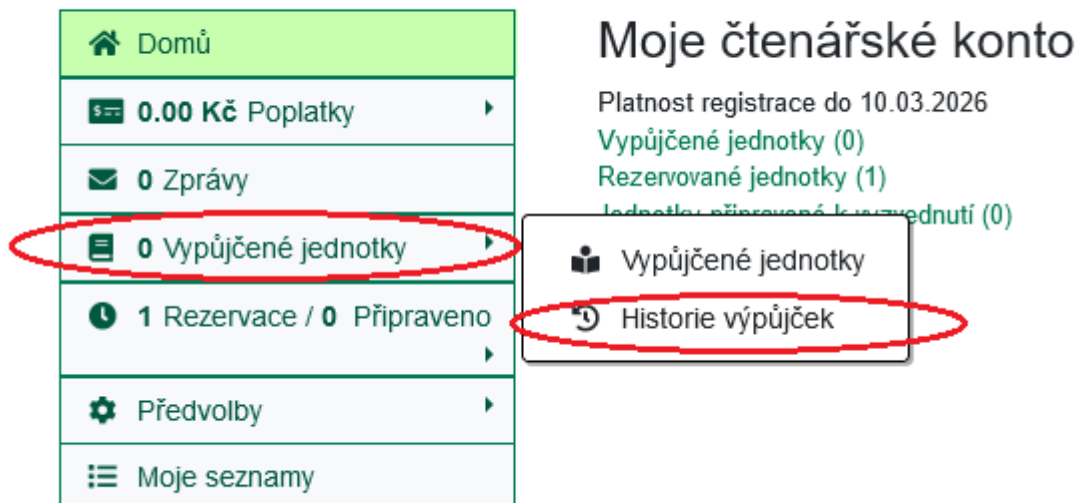 Domů
0.00 Kč Poplatky
0 Zprávy
0 Vypůjčené jednotky
1 Rezervace / 0 Připraveno
Předvolby
Moje seznamy
Moje čtenářské konto
Platnost registrace do 10.03.2026
Vypůjčené jednotky (0)
Rezervované jednotky (1)
Jednotky připravené k vyzvednutí (0)
Vypůjčené jednotky
Historie výpůjček